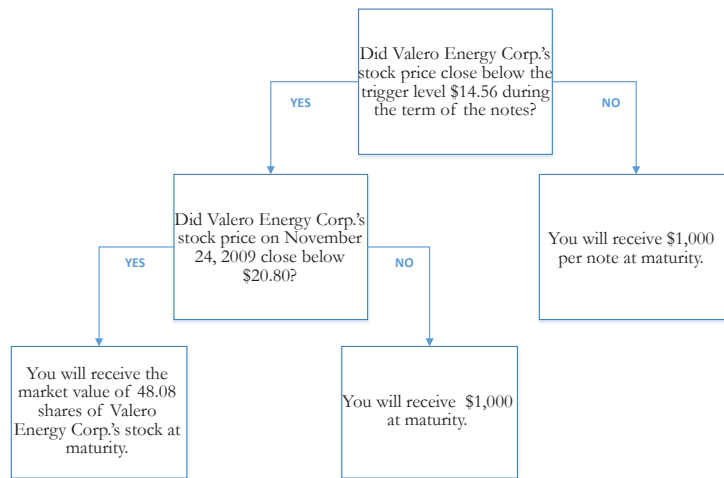 Did Valero Energy Corp.'s
stock price close below the
trigger level $14.56 during
the term of the notes?
YES
NO
Did Valero Energy Corp.'s
stock price on November
24, 2009 close below
$20.80?
You will receive $1,000
per note at maturity.
YES
NO
You will receive the
market value of 48.08
shares of Valero
Energy Corp.'s stock at
maturity.
You will receive $1,000
at maturity.